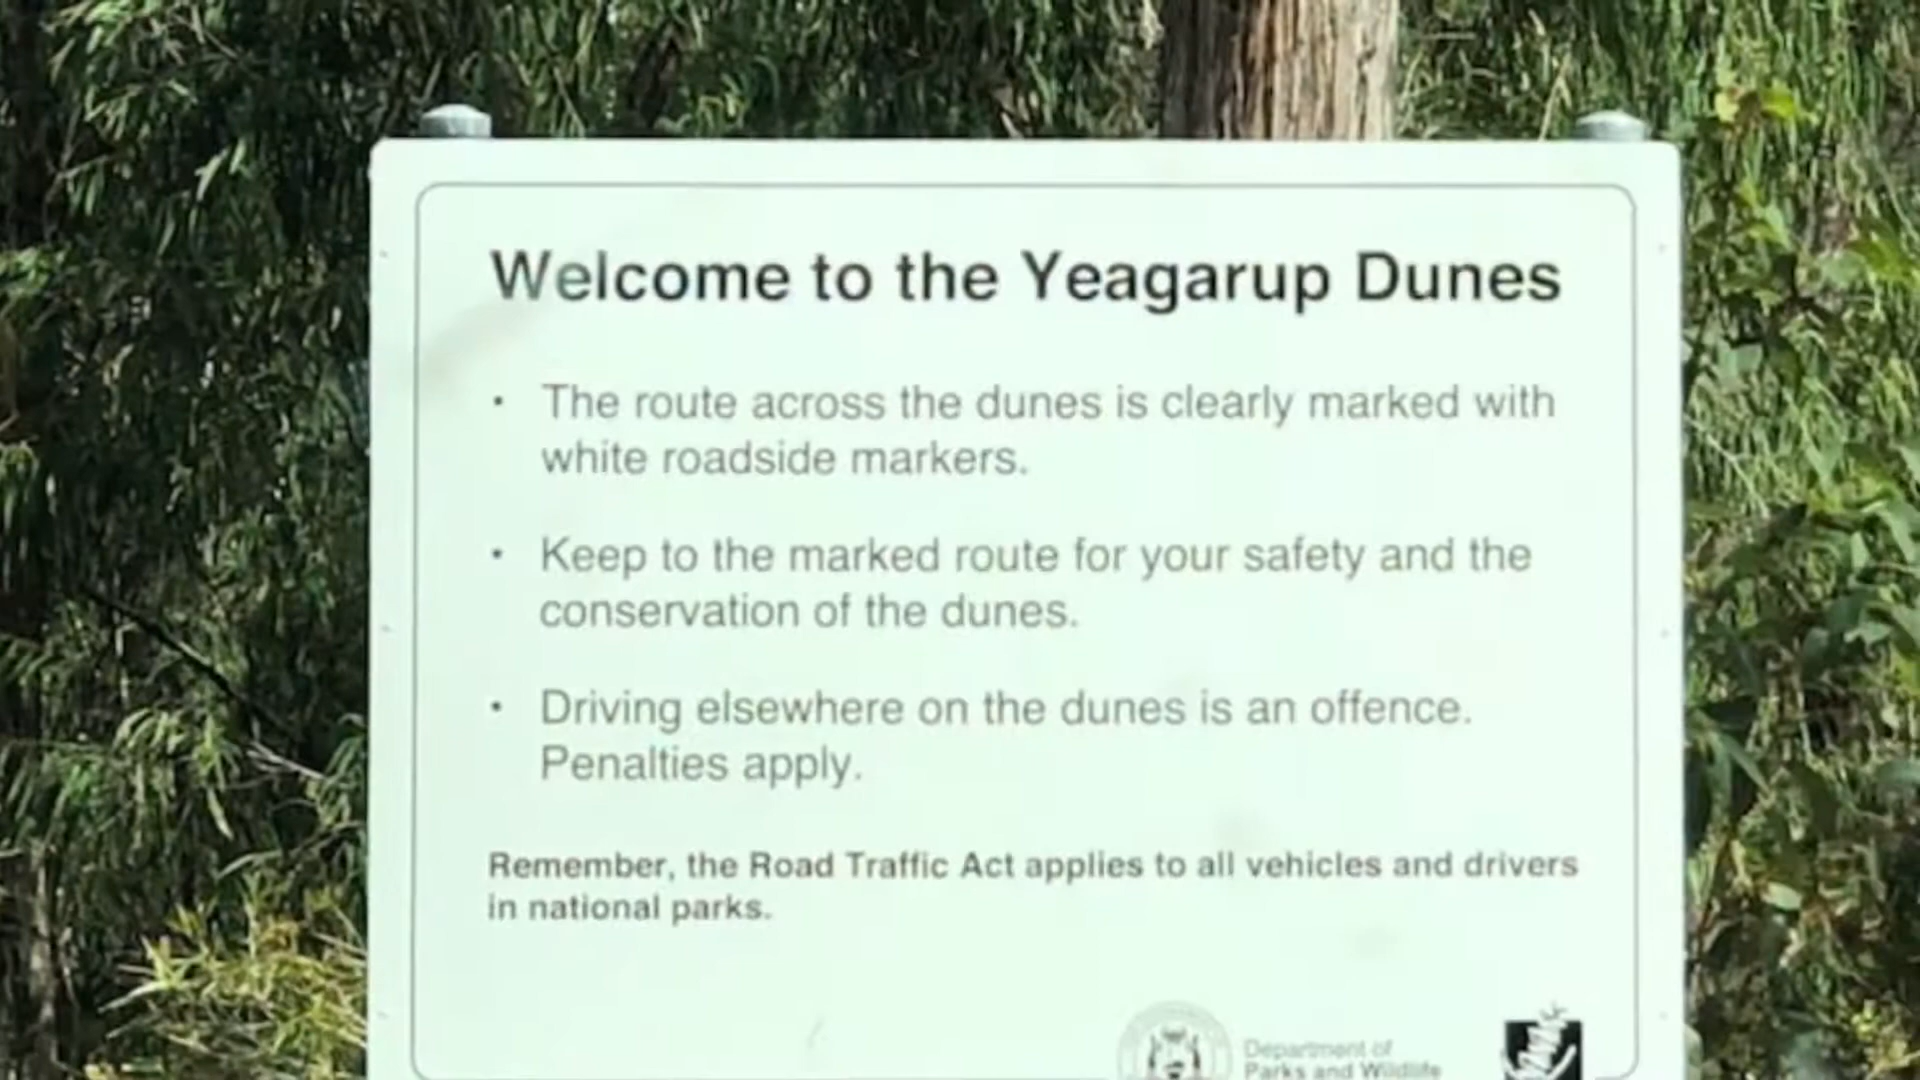 Welcome to the Yeagarup Dunes
• The route across the dunes is clearly marked with
white roadside markers.
• Keep to the marked route for your safety and the
conservation of the dunes.
• Driving elsewhere on the dunes is an offence.
Penalties apply.
Remember, the Road Traffic Act applies to all vehicles and drivers
in national parks.
Department of
Parks and Wildlife